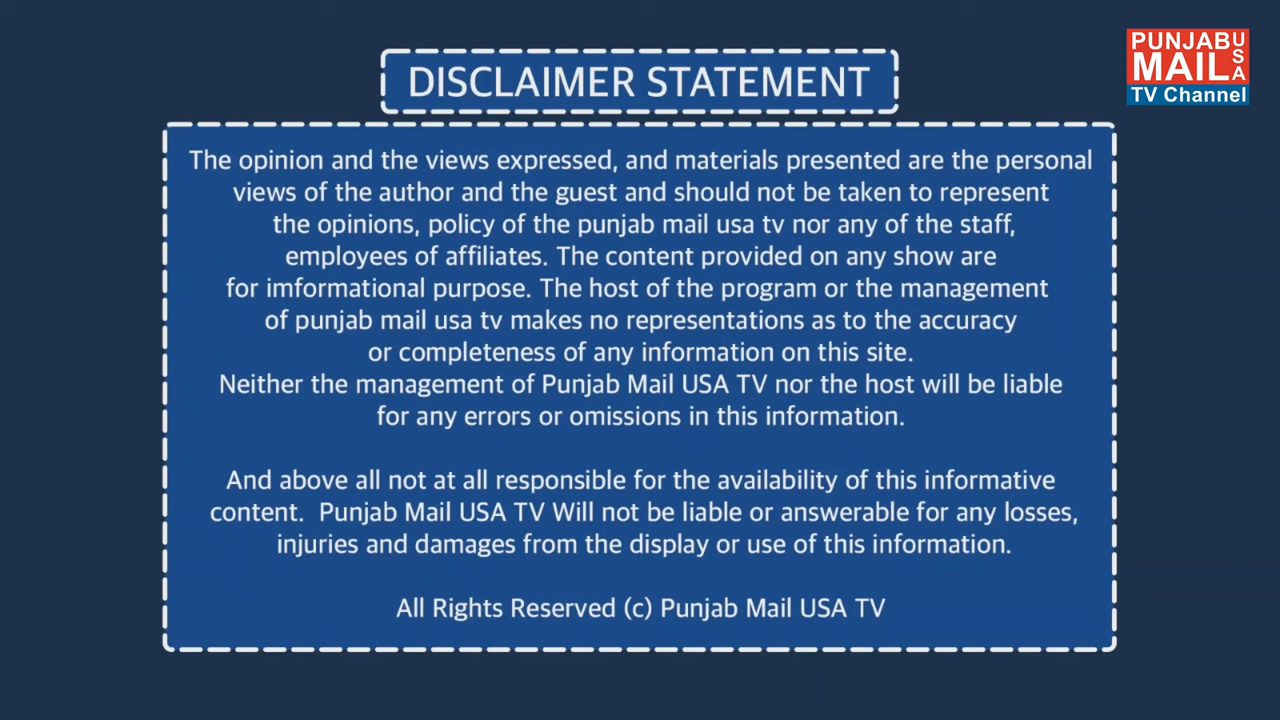 PUNJAB USA
MAIL
TV Channel
DISCLAIMER STATEMENT
The opinion and the views expressed, and materials presented are the personal
views of the author and the guest and should not be taken to represent
the opinions, policy of the punjab mail usa tv nor any of the staff,
employees of affiliates. The content provided on any show are
for imformational purpose. The host of the program or the management
of punjab mail usa tv makes no representations as to the accuracy
or completeness of any information on this site.
Neither the management of Punjab Mail USA TV nor the host will be liable
for any errors or omissions in this information.
And above all not at all responsible for the availability of this informative
content.  Punjab Mail USA TV Will not be liable or answerable for any losses,
injuries and damages from the display or use of this information.
All Rights Reserved (c) Punjab Mail USA TV